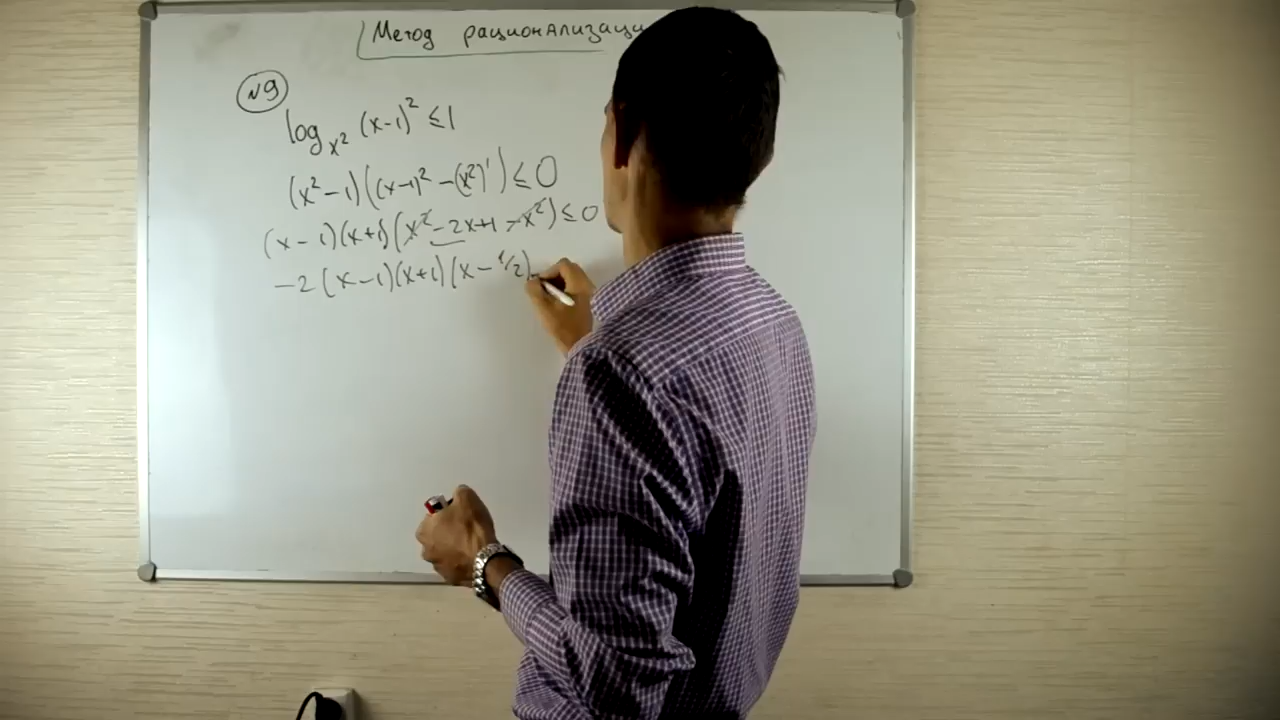 Метод рационализаци
№9
log_{x²} (x-1)² ≤ 1
(x² - 1)((x-1)² - (x²)¹) ≤ 0
(x - 1)(x+1)(x² - 2x+1 - x²) ≤ 0
-2(x-1)(x+1)(x - 1/2)